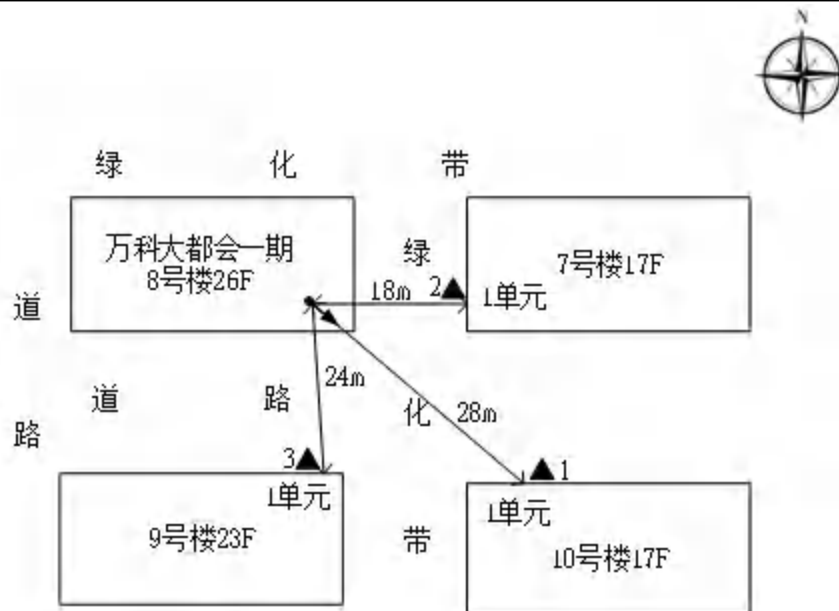 N
绿 化 带
万科大都会一期
8号楼26F
绿
7号楼17F
18m
2
1单元
道
24m
道 路
化
28m
路
3
1
1单元
1单元
9号楼23F
带
10号楼17F